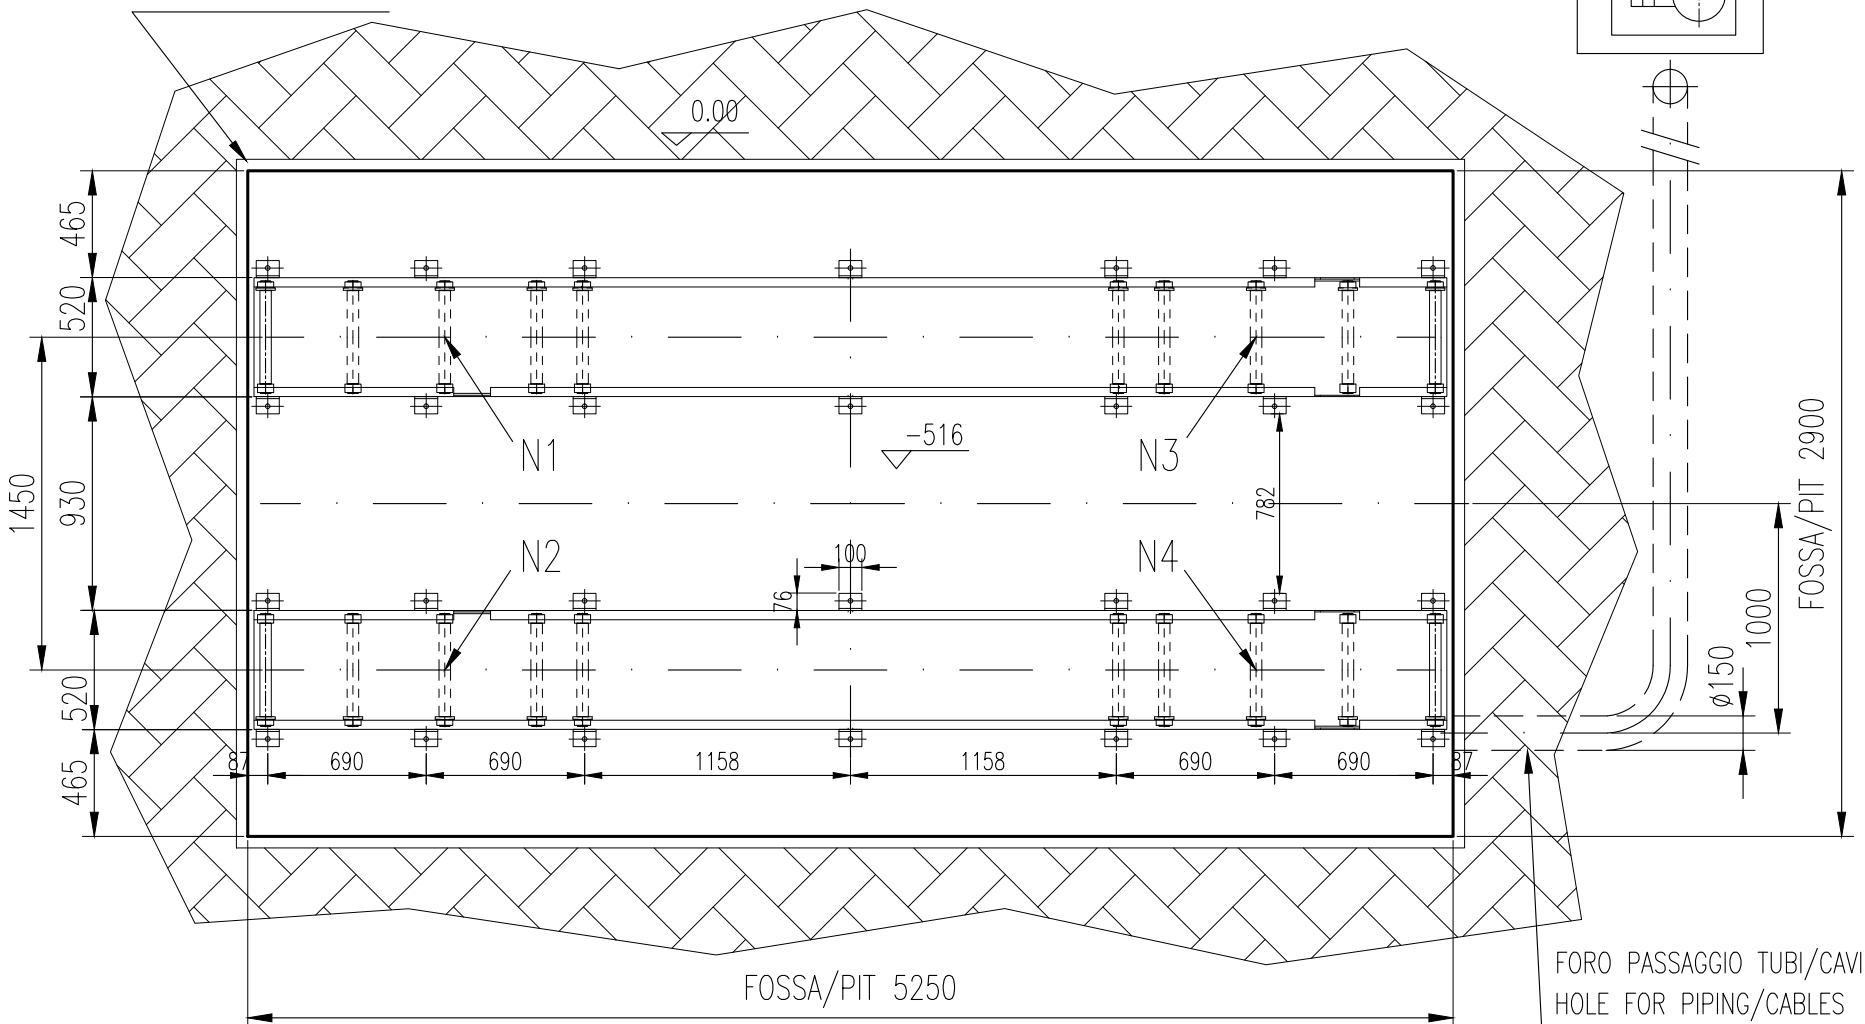 0.00
465
520
1450
930
520
465
N1
N3
-516
782
N2
N4
100
76
87
690
690
1158
1158
690
690
87
FOSSA/PIT 2900
1000
ϕ150
FOSSA/PIT 5250
FORO PASSAGGIO TUBI/CAVI
HOLE FOR PIPING/CABLES